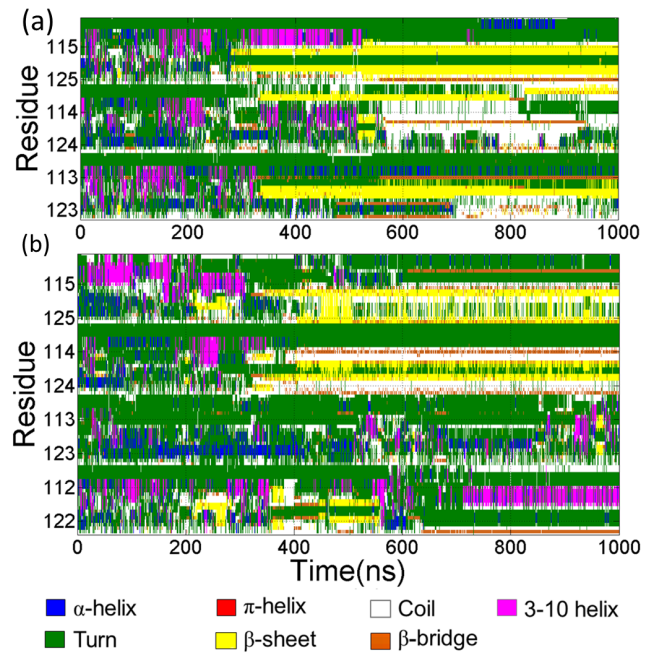 (a)
115
125
114
124
113
123
Residue
0 200 400 600 800 1000
(b)
115
125
114
124
113
123
112
122
Residue
0 200 400 600 800 1000
Time(ns)
α-helix π-helix Coil 3-10 helix
Turn β-sheet β-bridge